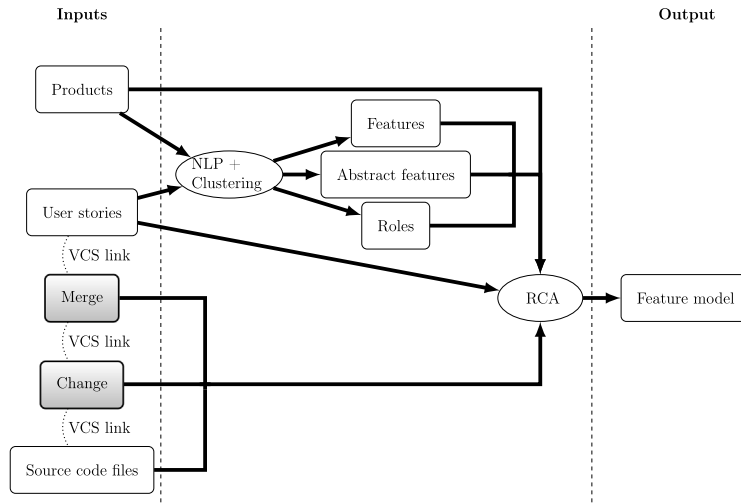 Inputs
Output
Products
Features
NLP +
Clustering
Abstract features
User stories
Roles
VCS link
Merge
RCA
Feature model
VCS link
Change
VCS link
Source code files